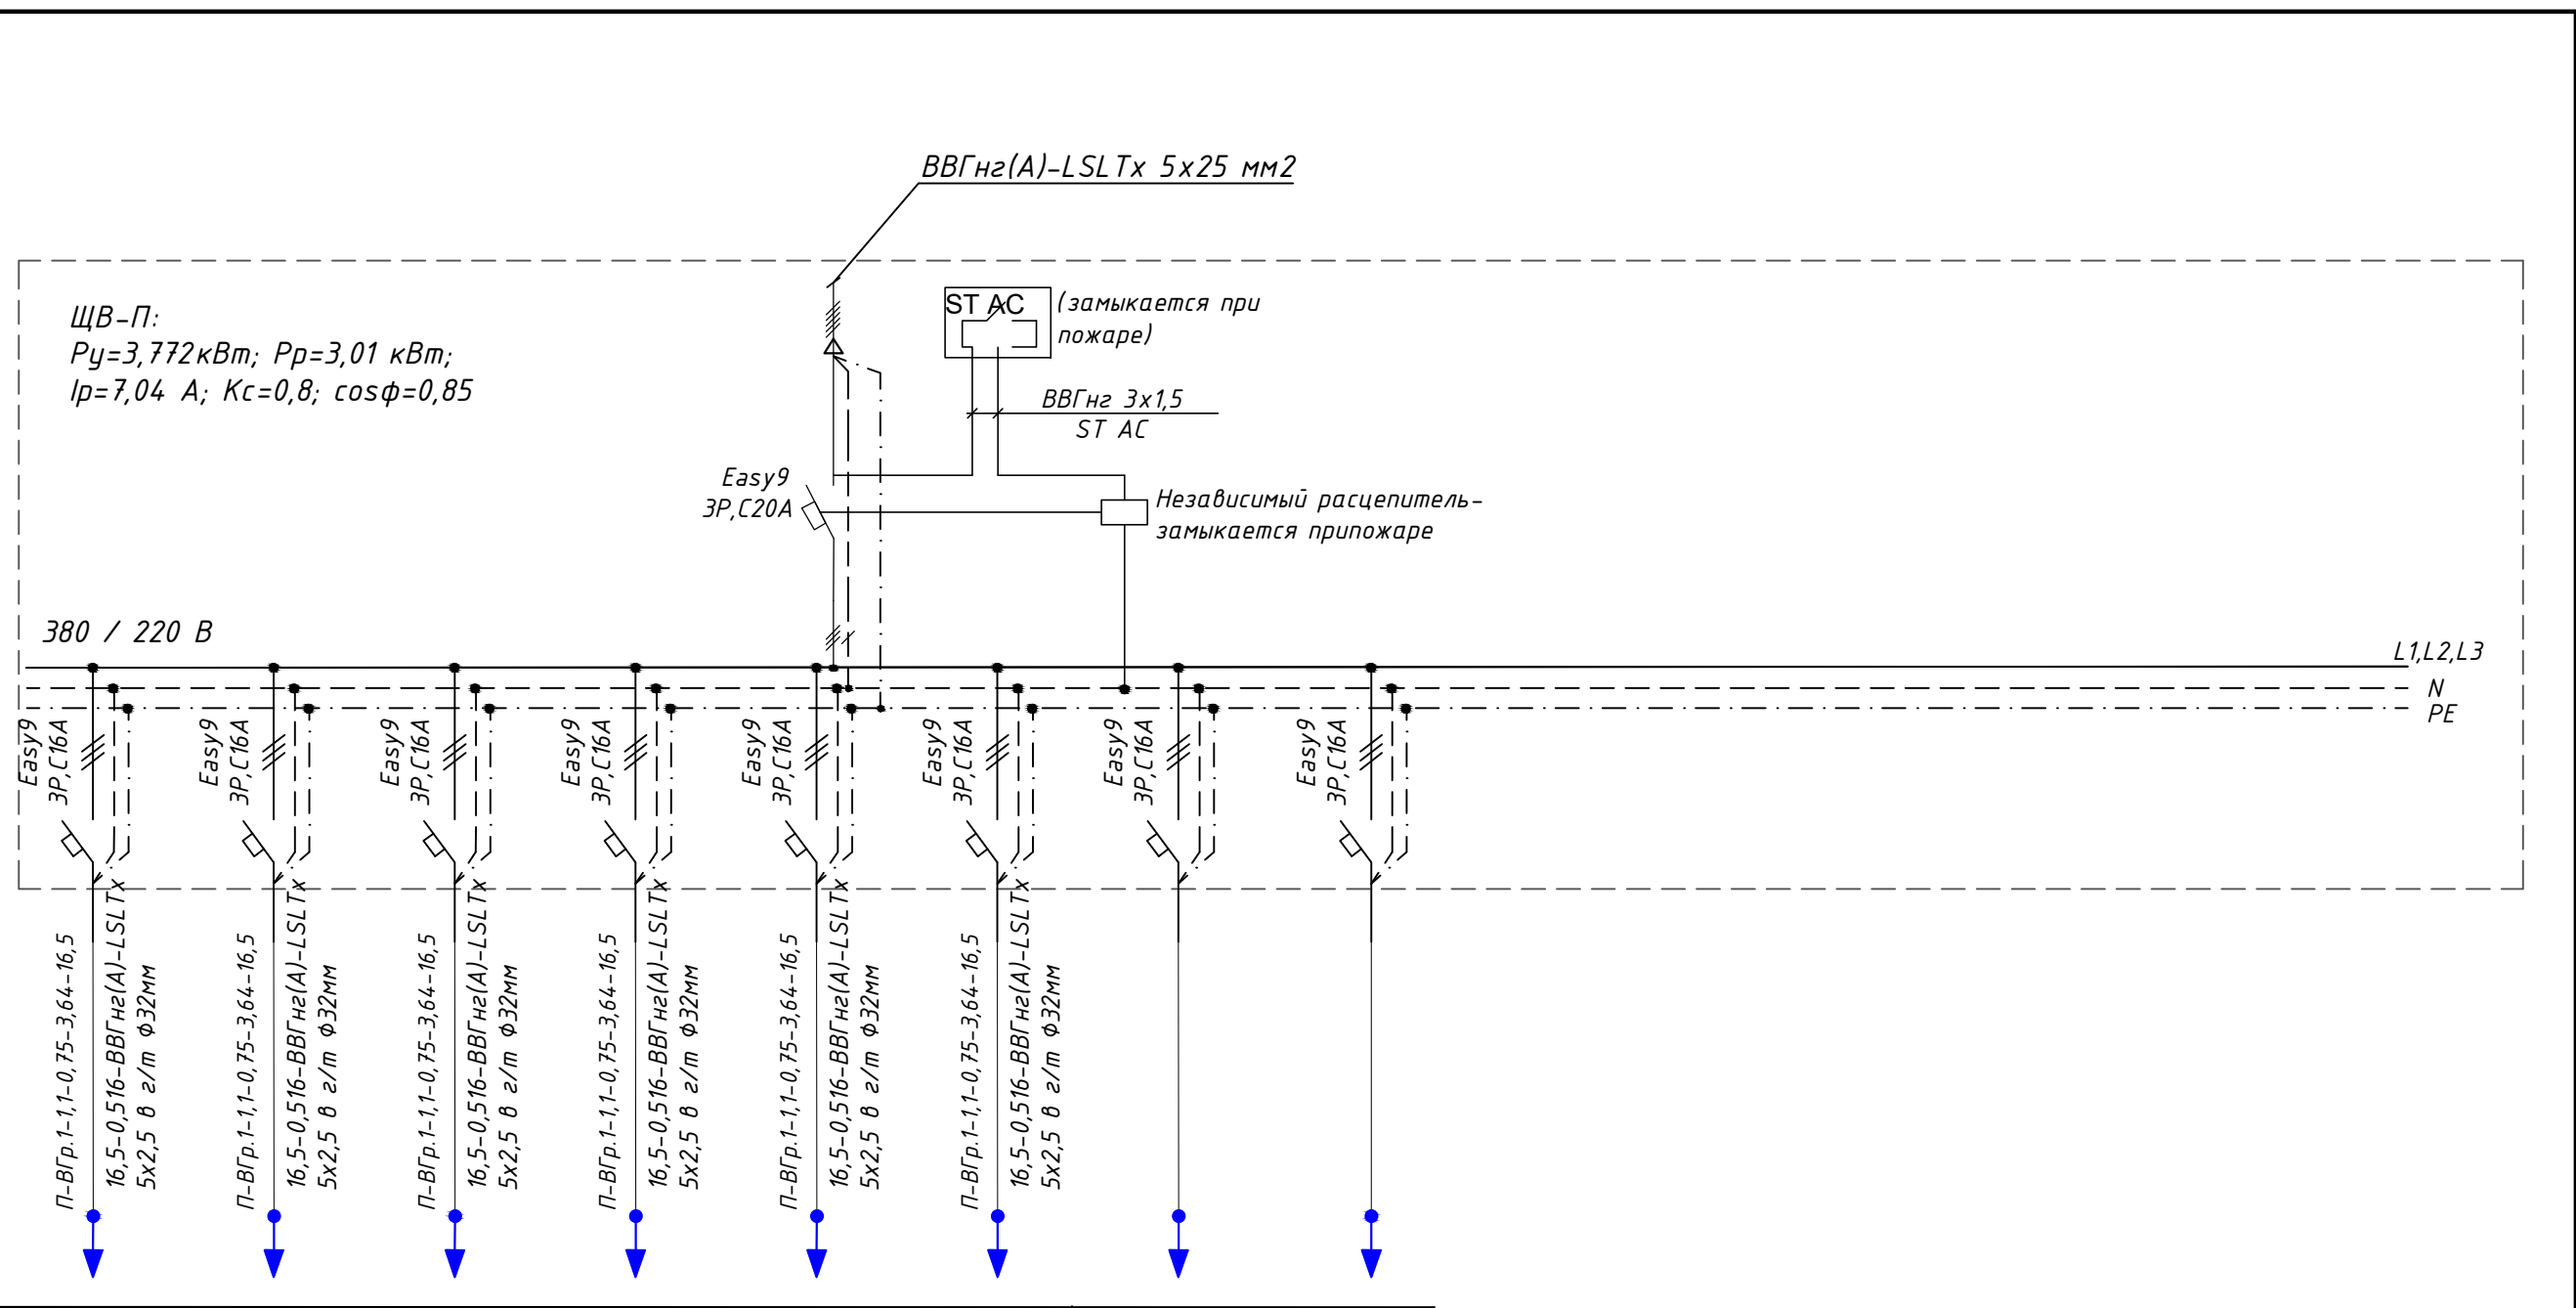 ВВГнг(А)-LSLTx 5x25 мм2
ЩВ-П:
Ру=3,772кВт; Рр=3,01 кВт;
Iр=7,04 А; Кс=0,8; cosφ=0,85
ST AC
(замыкается при
пожаре)
ВВГнг 3х1,5
ST AC
Easy9
3P,C20A
Независимый расцепитель-
замыкается припожаре
380 / 220 В
L1,L2,L3
N
PE
Easy9
3P,C16A
Easy9
3P,C16A
Easy9
3P,C16A
Easy9
3P,C16A
Easy9
3P,C16A
Easy9
3P,C16A
Easy9
3P,C16A
Easy9
3P,C16A
П-ВГр.1-1,1-0,75-3,64-16,5
16,5-0,516-ВВГнг(А)-LSLTx
5х2,5 в г/т Ф32мм
П-ВГр.1-1,1-0,75-3,64-16,5
16,5-0,516-ВВГнг(А)-LSLTx
5х2,5 в г/т Ф32мм
П-ВГр.1-1,1-0,75-3,64-16,5
16,5-0,516-ВВГнг(А)-LSLTx
5х2,5 в г/т Ф32мм
П-ВГр.1-1,1-0,75-3,64-16,5
16,5-0,516-ВВГнг(А)-LSLTx
5х2,5 в г/т Ф32мм
П-ВГр.1-1,1-0,75-3,64-16,5
16,5-0,516-ВВГнг(А)-LSLTx
5х2,5 в г/т Ф32мм
П-ВГр.1-1,1-0,75-3,64-16,5
16,5-0,516-ВВГнг(А)-LSLTx
5х2,5 в г/т Ф32мм